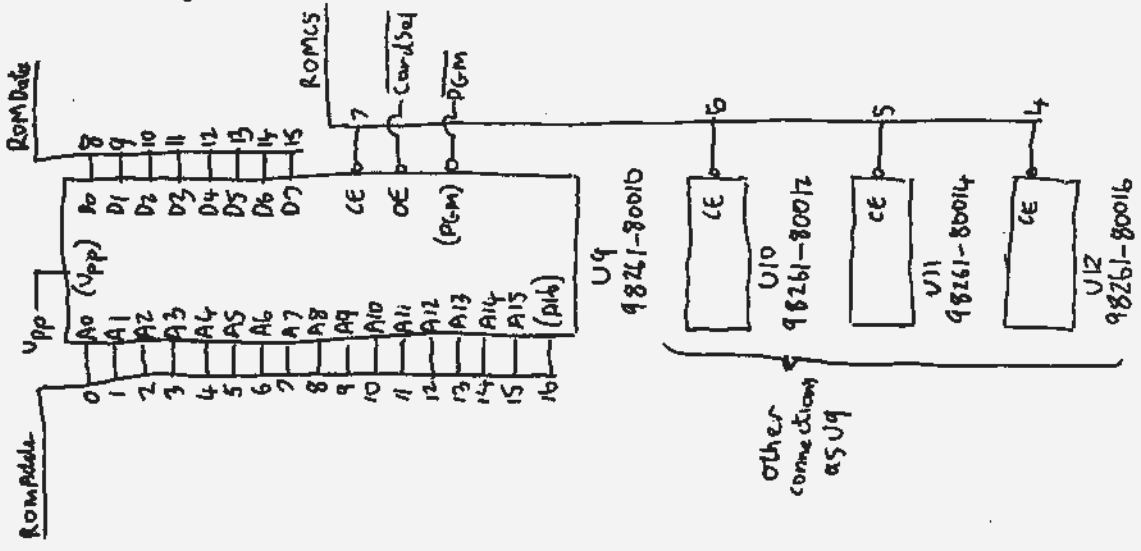 ROMAddr
ROMData
Vpp
0 A0 (Vpp) D0 8
1 A1 D1 9
2 A2 D2 10
3 A3 D3 11
4 A4 D4 12
5 A5 D5 13
6 A6 D6 14
7 A7 D7 15
8 A8
9 A9
10 A10
11 A11
12 A12
13 A13
14 A14
15 A15
16 (A16)
ROMCS
CE 7
OE CardSel
(PGM) PGM
U9
98261-80010
CE 6
U10
98261-80012
CE 5
U11
98261-80014
CE 4
U12
98261-80016
Other
connections
as U9